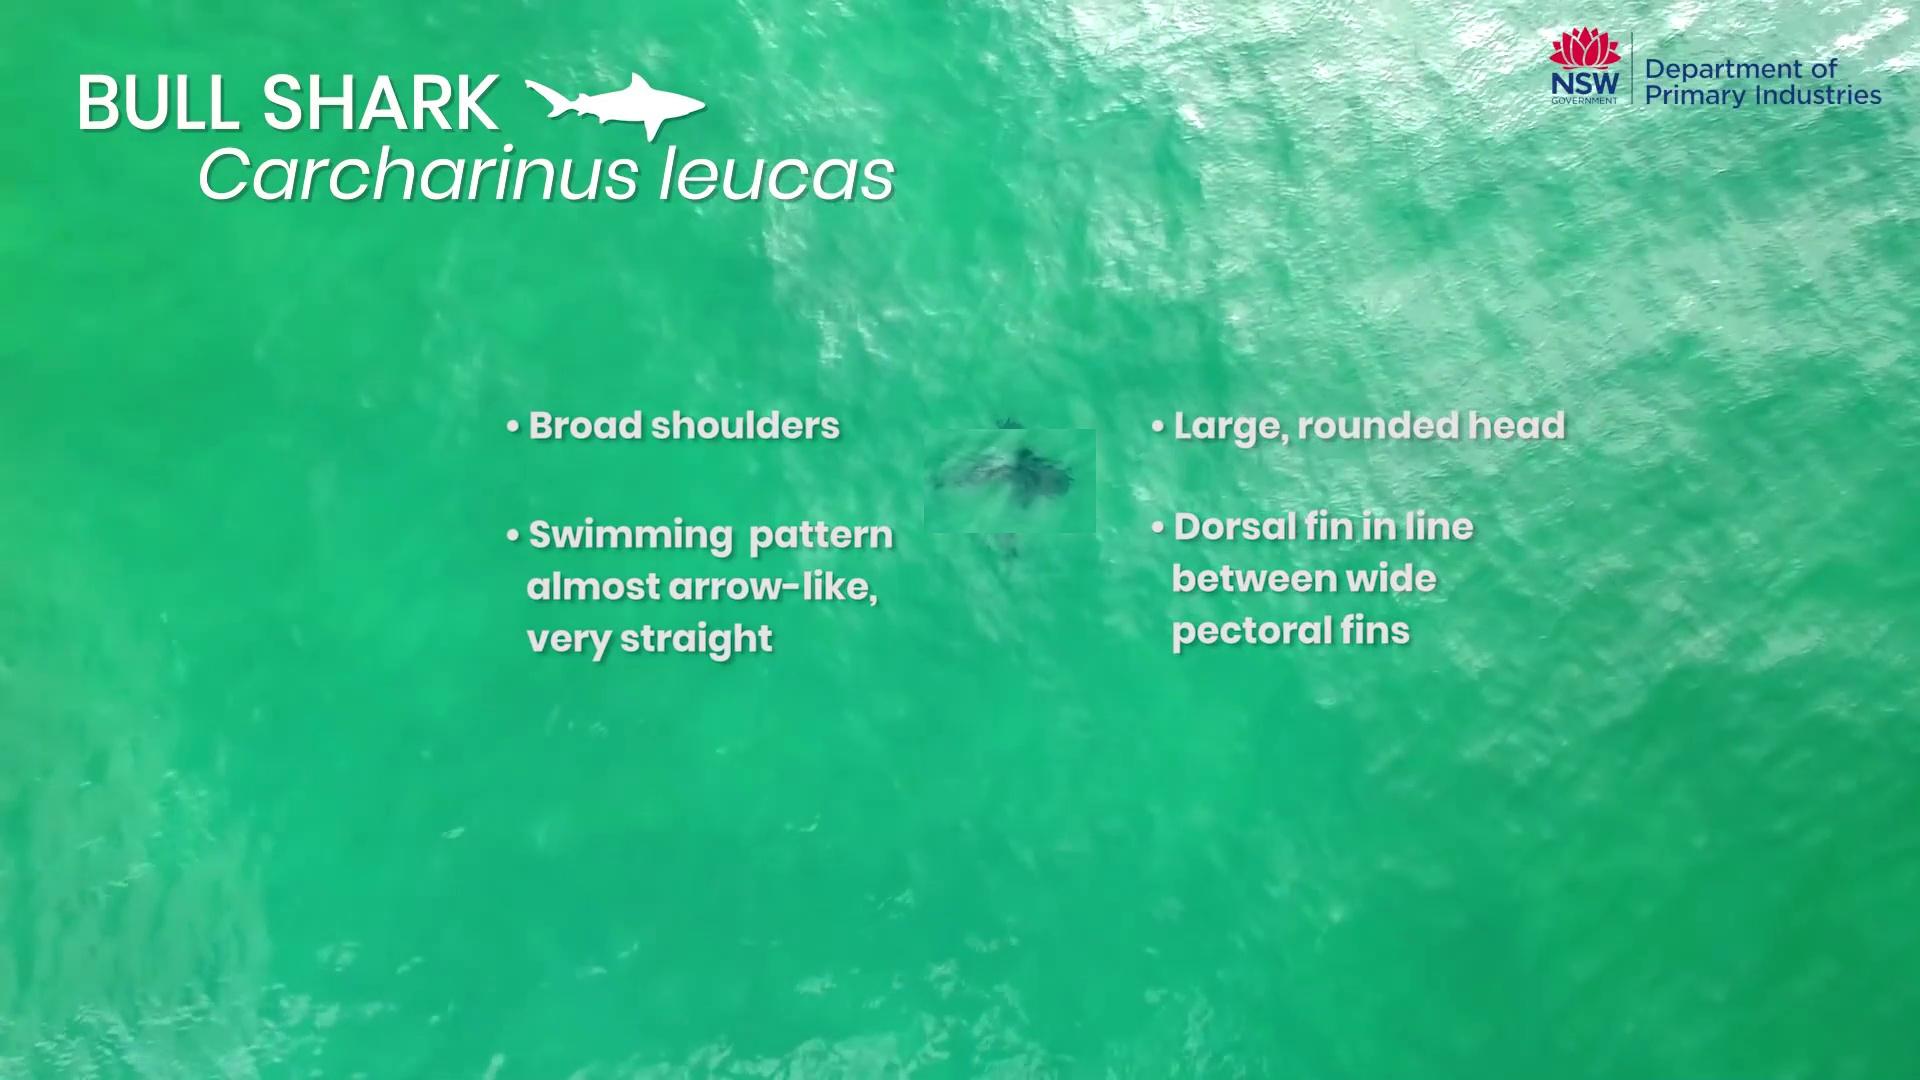 BULL SHARK
Carcharinus leucas
NSW
GOVERNMENT
Department of
Primary Industries
• Broad shoulders
• Swimming pattern
almost arrow-like,
very straight
• Large, rounded head
• Dorsal fin in line
between wide
pectoral fins